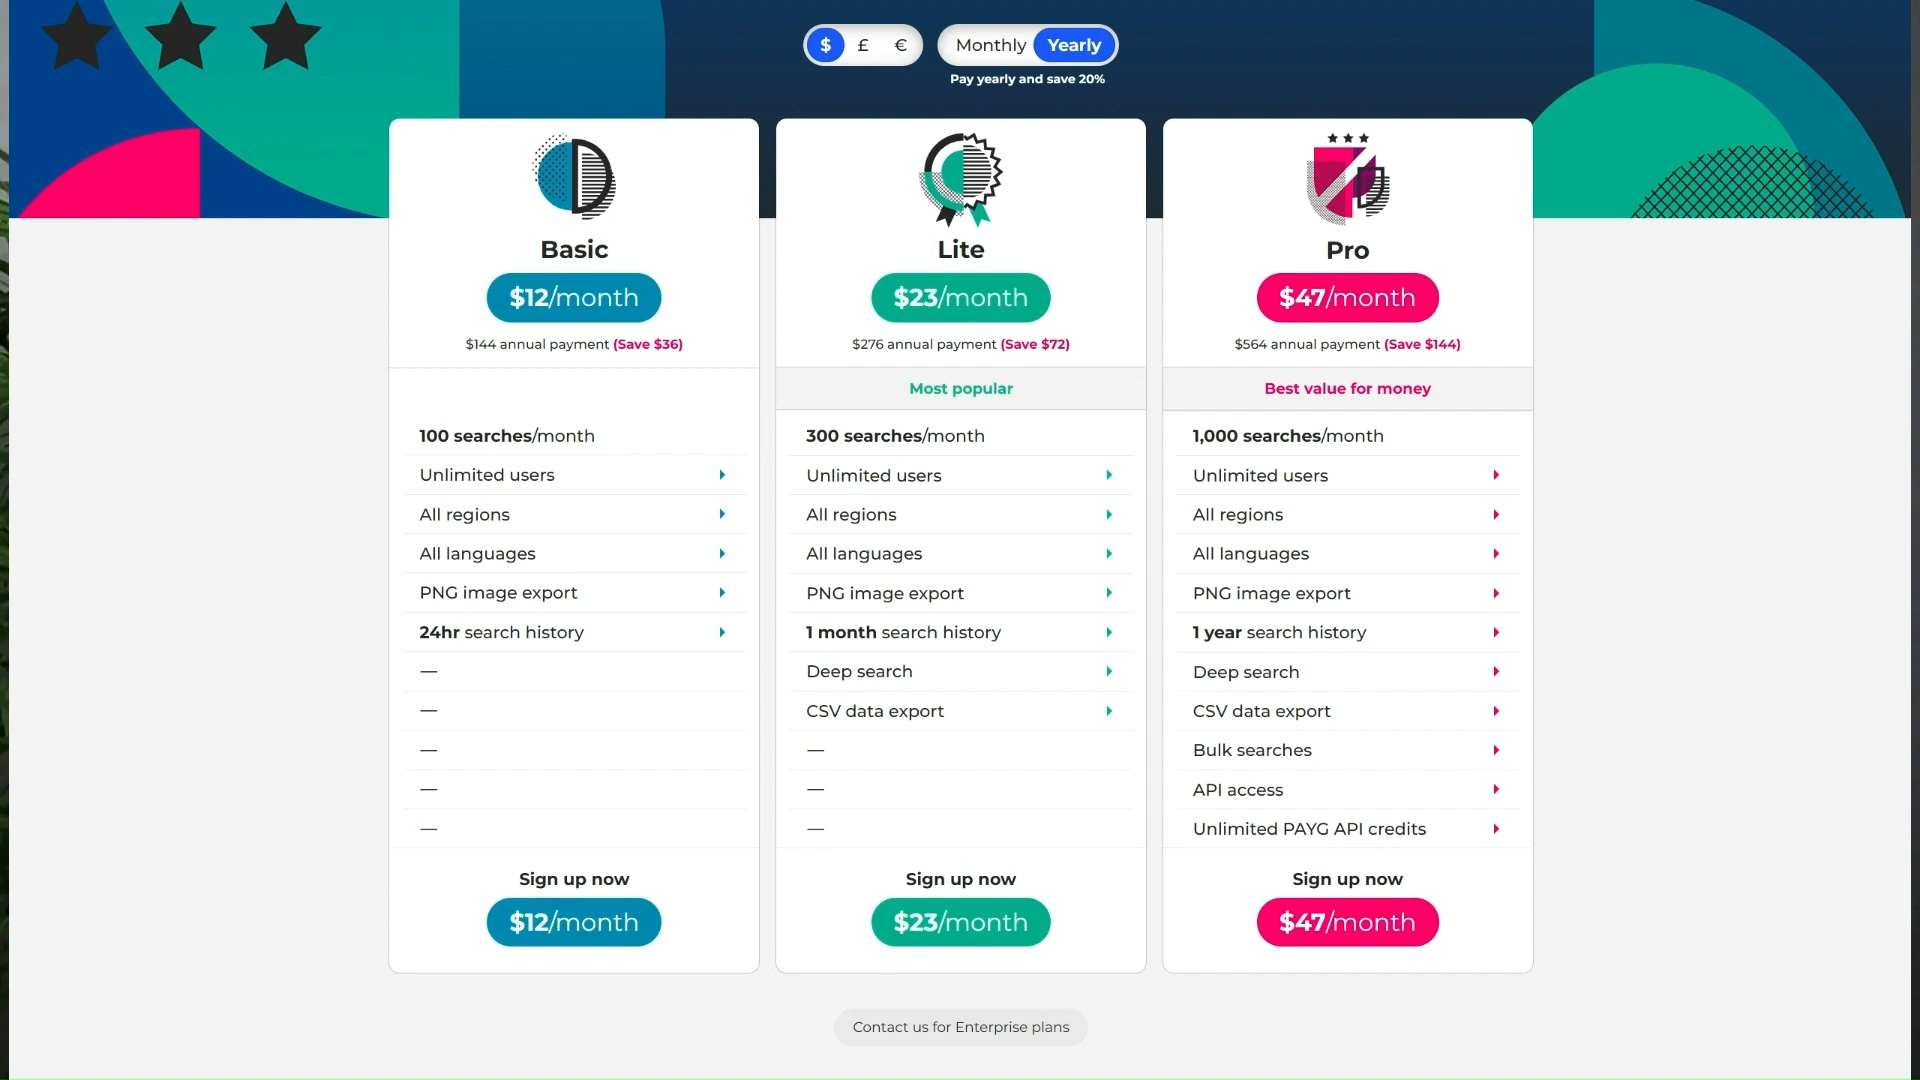 $ £ € Monthly Yearly
Pay yearly and save 20%
Basic
$12/month
$144 annual payment (Save $36)
100 searches/month
Unlimited users
All regions
All languages
PNG image export
24hr search history
—
—
—
—
—
Sign up now
$12/month
Lite
$23/month
$276 annual payment (Save $72)
Most popular
300 searches/month
Unlimited users
All regions
All languages
PNG image export
1 month search history
Deep search
CSV data export
—
—
—
Sign up now
$23/month
Pro
$47/month
$564 annual payment (Save $144)
Best value for money
1,000 searches/month
Unlimited users
All regions
All languages
PNG image export
1 year search history
Deep search
CSV data export
Bulk searches
API access
Unlimited PAYG API credits
Sign up now
$47/month
Contact us for Enterprise plans